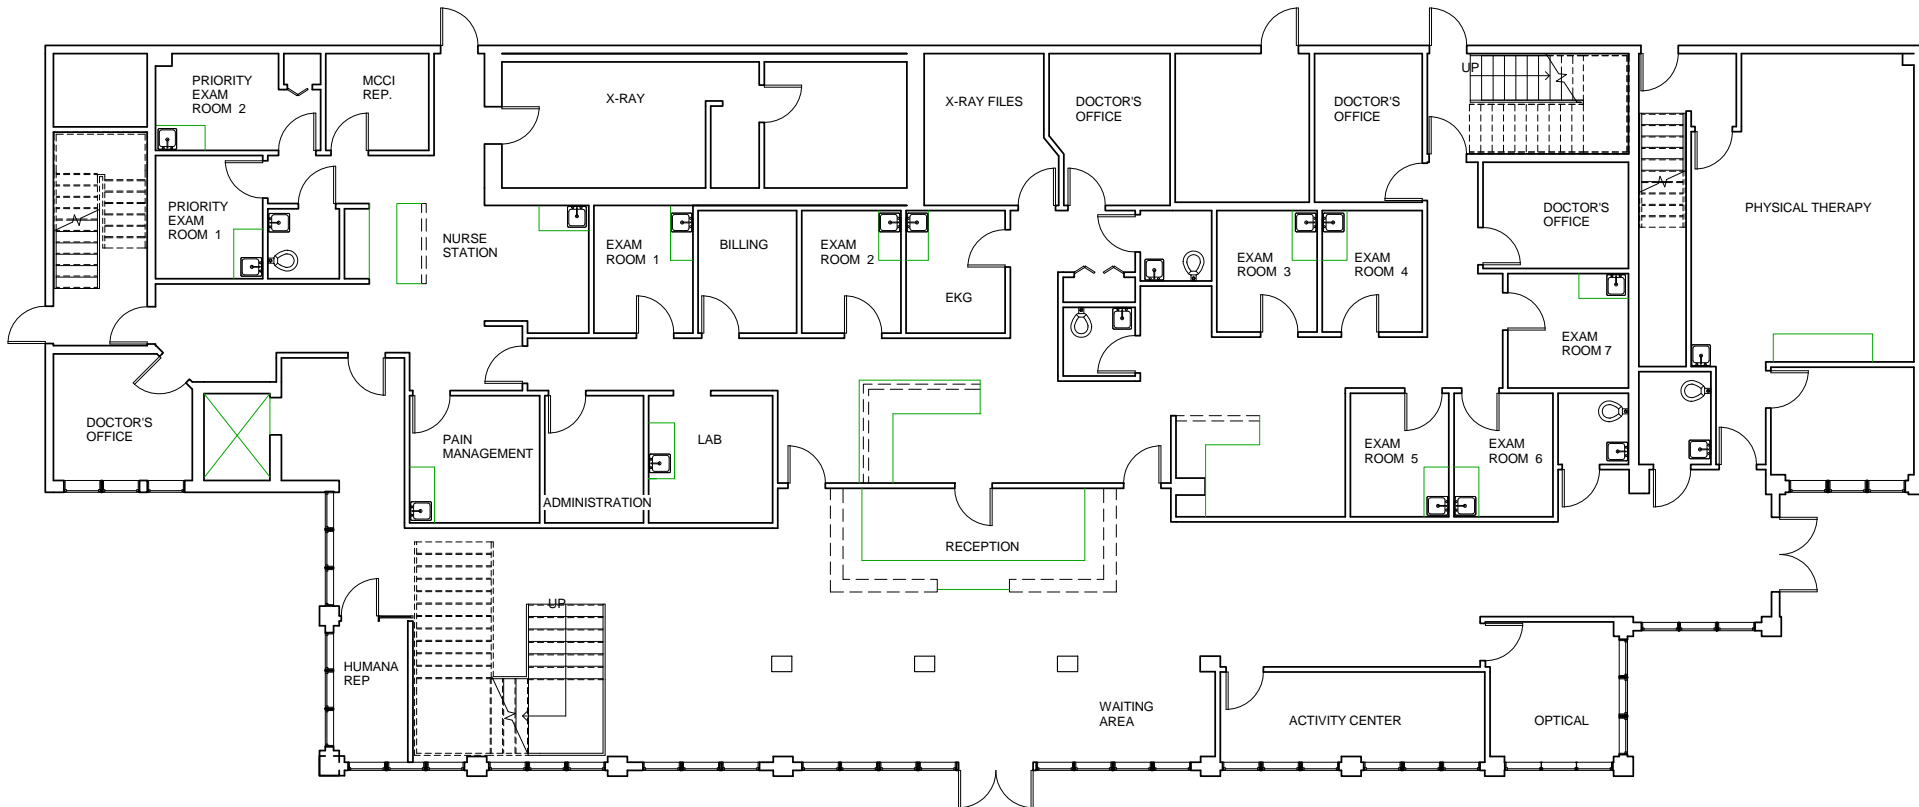 PRIORITY
EXAM
ROOM 2
MCCI
REP.
X-RAY
X-RAY FILES
DOCTOR'S
OFFICE
DOCTOR'S
OFFICE
UP
PRIORITY
EXAM
ROOM 1
NURSE
STATION
EXAM
ROOM 1
BILLING
EXAM
ROOM 2
EKG
EXAM
ROOM 3
EXAM
ROOM 4
DOCTOR'S
OFFICE
PHYSICAL THERAPY
EXAM
ROOM 7
DOCTOR'S
OFFICE
PAIN
MANAGEMENT
ADMINISTRATION
LAB
EXAM
ROOM 5
EXAM
ROOM 6
RECEPTION
UP
HUMANA
REP
WAITING
AREA
ACTIVITY CENTER
OPTICAL